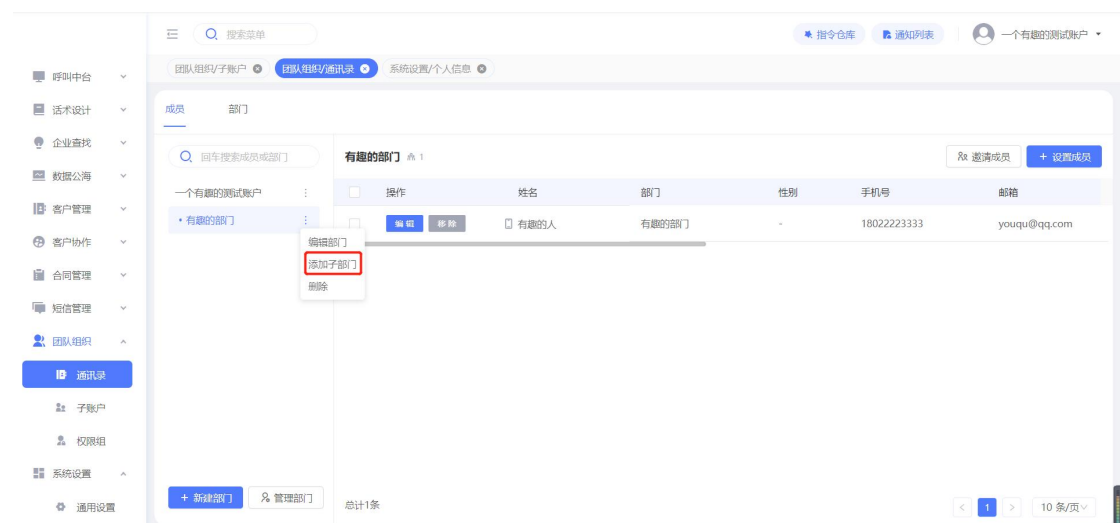 搜索菜单
指令仓库
通知列表
一个有趣的测试账户
团队组织/子账户
团队组织/通讯录
系统设置/个人信息
呼叫中台
话术设计
企业查找
数据公海
客户管理
客户协作
合同管理
短信管理
团队组织
通讯录
子账户
权限组
系统设置
通用设置
成员 部门
回车搜索成员或部门
一个有趣的测试账户
有趣的部门
编辑部门
添加子部门
删除
+ 新建部门
管理部门
有趣的部门 1
邀请成员
+ 设置成员
操作 姓名 部门 性别 手机号 邮箱
编辑 移除 有趣的人 有趣的部门 - 18022223333 youqu@qq.com
总计1条
< 1 > 10 条/页